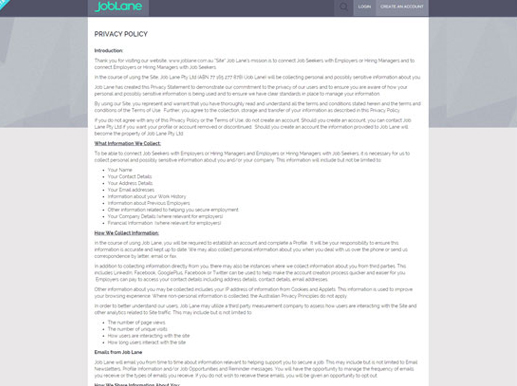 JobLane
LOGIN
CREATE AN ACCOUNT
PRIVACY POLICY
Introduction:
Thank you for visiting our website: www.joblane.com.au "Site" Job Lane's mission is to connect Job Seekers with Employers or Hiring Managers and to
connect Employers or Hiring Manager with Job Seekers.
In the course of using the Site, Job Lane Pty Ltd (ABN 77 163 277 878) (Job Lane) will be collecting personal and possibly sensitive information about you.
Job Lane has created this Privacy Statement to demonstrate our commitment to the privacy of our users and to ensure you are aware of how your
personal and possibly sensitive information is being used and to ensure we have clear standards in place to manage your information.
By using our Site, you represent and warrant that you have thoroughly read and understand all the terms and conditions stated herein and the terms and
conditions of the Terms of Use. Further, you agree to the collection, storage and transfer of your information as described in this Privacy Policy.
If you do not agree with any of this Privacy Policy or the Terms of Use, do not create an account. Should you create an account, you can contact Job
Lane Pty Ltd if you want your profile or account removed or discontinued. Should you create an account the information provided to Job Lane will
become the property of Job Lane Pty Ltd.
What Information We Collect:
To be able to connect Job Seekers with Employers or Hiring Managers and Employers or Hiring Managers with Job Seekers, it is necessary for us to
collect personal and possibly sensitive information about you and/or your company. This information will include but not be limited to:
• Your Name
• Your Contact Details
• Your Address Details
• Your Email addresses
• Information about your Work History
• Information about Previous Employers
• Other information related to helping you secure employment
• Your Company Details (where relevant for employers)
• Financial Information (where relevant for employers)
How We Collect Information:
In the course of using Job Lane, you will be required to establish an account and complete a Profile. It will be your responsibility to ensure this
information is accurate and kept up to date. We may also collect personal information about you when you deal with us over the phone or send us
correspondence by letter, email or fax.
In addition to collecting information directly from you, there may also be instances where we collect information about you from third parties. This
includes LinkedIn, Facebook, GooglePlus. Facebook or Twitter can be used to help make the account creation process quicker and easier for you.
Employers can pay to access your contact details including address details, contact details, email addresses.
Other information about you may be collected includes your IP address of information from Cookies and Applets. This information is used to improve
your browsing experience. Where non-personal information is collected, the Australian Privacy Principles do not apply.
In order to better understand our users, Job Lane may utilize a third party measurement company to assess how users are interacting with the Site and
other analytics related to Site traffic. This may include but is not limited to:
• The number of page views
• The number of unique visits
• How users are interacting with the site
• How long users interact with the site
Emails from Job Lane
Job Lane will email you from time to time about information relevant to helping support you to secure a job. This may include but is not limited to Email
Newsletters, Profile information and/or Job Opportunities and Reminder messages. You will have the opportunity to manage the frequency of emails
you receive or the types of emails you receive. If you do not wish to receive these emails, you will be given an opportunity to opt out.
How We Share Information About You: